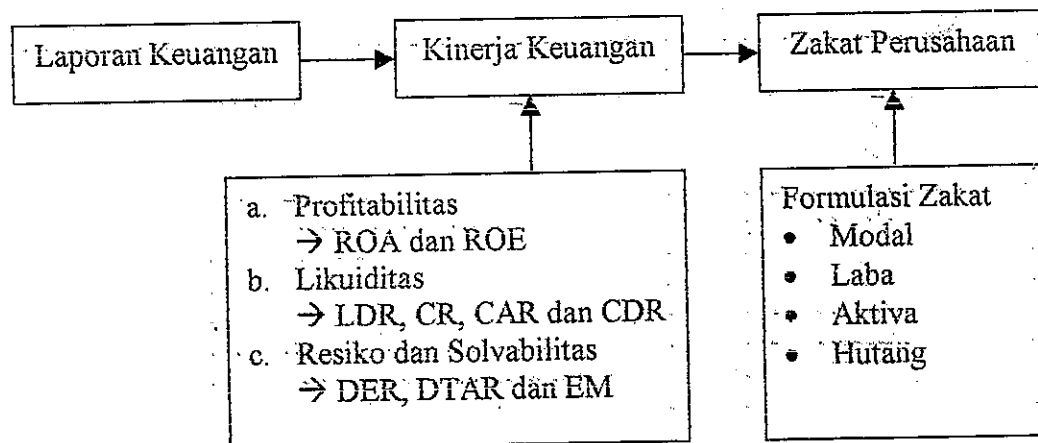 Laporan Keuangan
Kinerja Keuangan
Zakat Perusahaan
a. Profitabilitas
→ ROA dan ROE
b. Likuiditas
→ LDR, CR, CAR dan CDR
c. Resiko dan Solvabilitas
→ DER, DTAR dan EM
Formulasi Zakat
• Modal
• Laba
• Aktiva
• Hutang